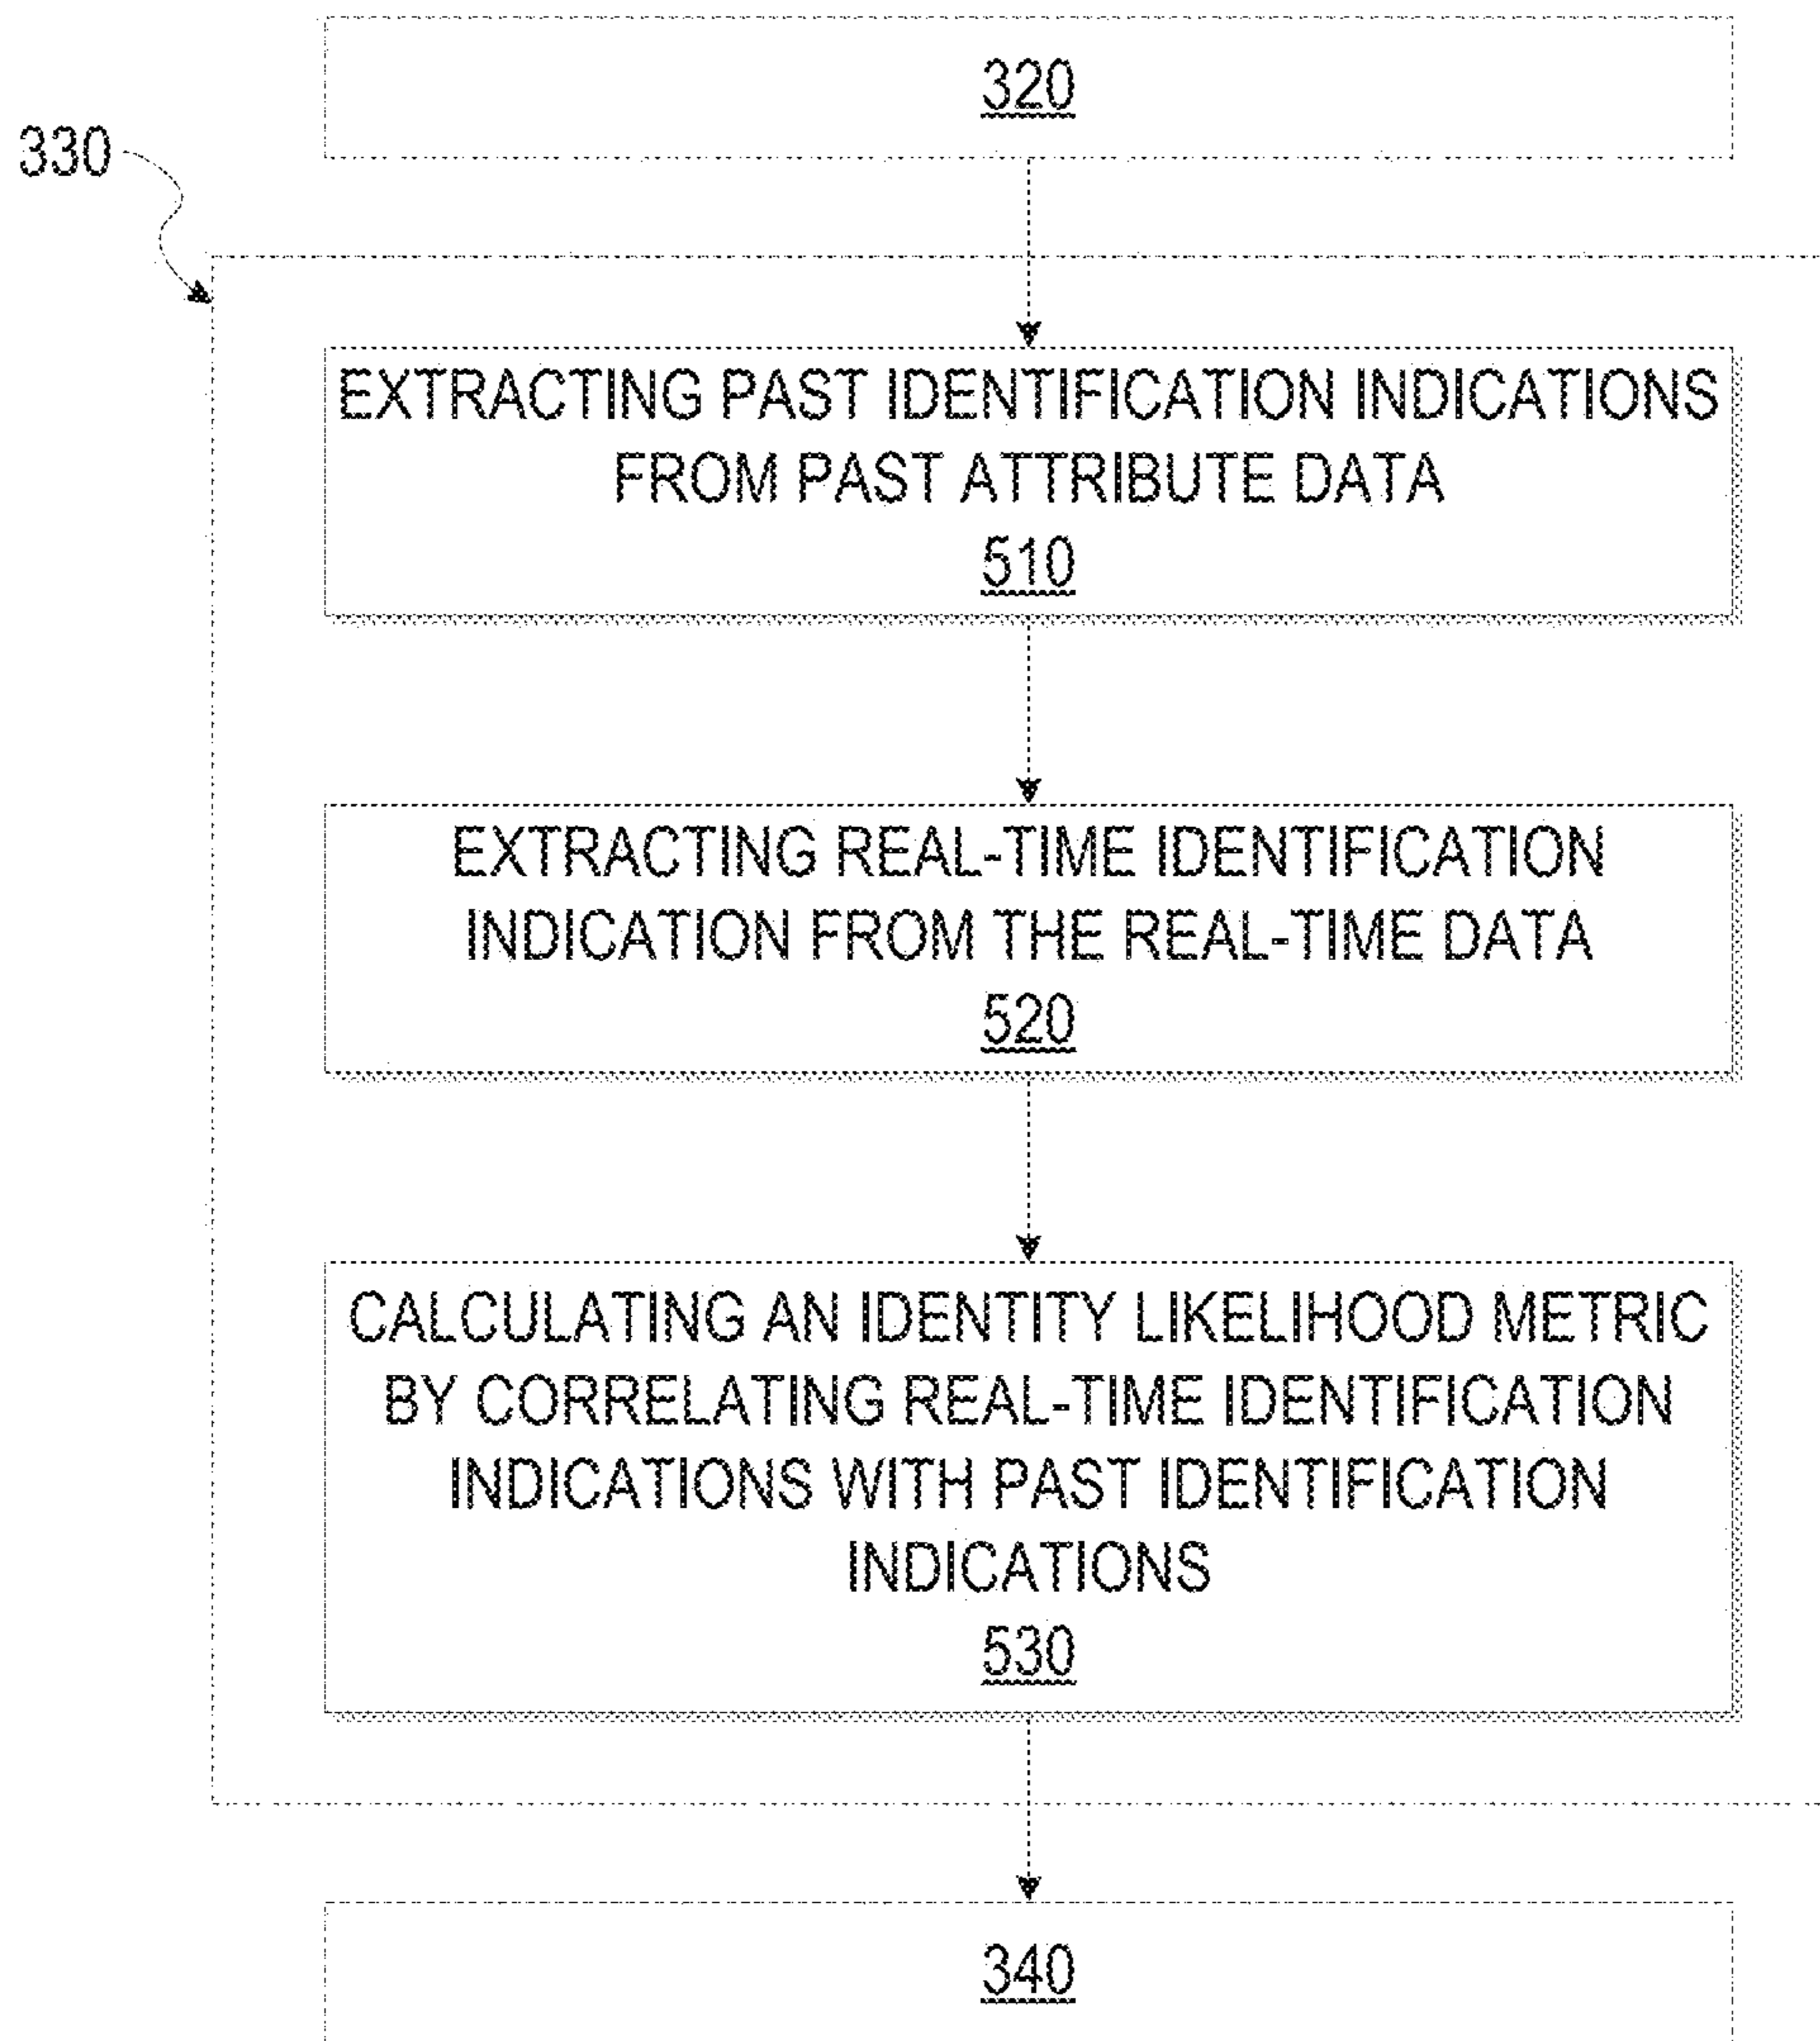 320
330
EXTRACTING PAST IDENTIFICATION INDICATIONS
FROM PAST ATTRIBUTE DATA
510
EXTRACTING REAL-TIME IDENTIFICATION
INDICATION FROM THE REAL-TIME DATA
520
CALCULATING AN IDENTITY LIKELIHOOD METRIC
BY CORRELATING REAL-TIME IDENTIFICATION
INDICATIONS WITH PAST IDENTIFICATION
INDICATIONS
530
340